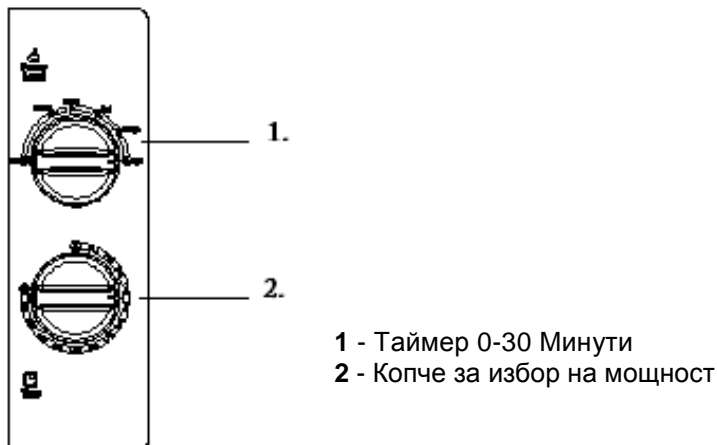 1.
2.
1 - Таймер 0-30 Минути
2 - Копче за избор на мощност